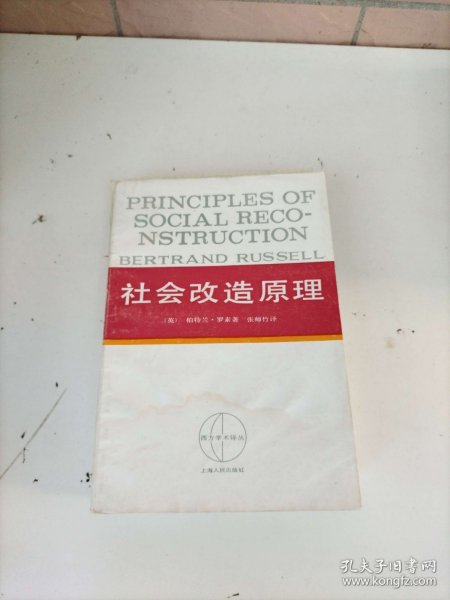 PRINCIPLES OF
SOCIAL RECO-
NSTRUCTION
BERTRAND RUSSELL
社会改造原理
〔英〕 伯特兰·罗素著 张师竹译
西方学术译丛
上海人民出版社
孔夫子旧书网
www.kongfz.com